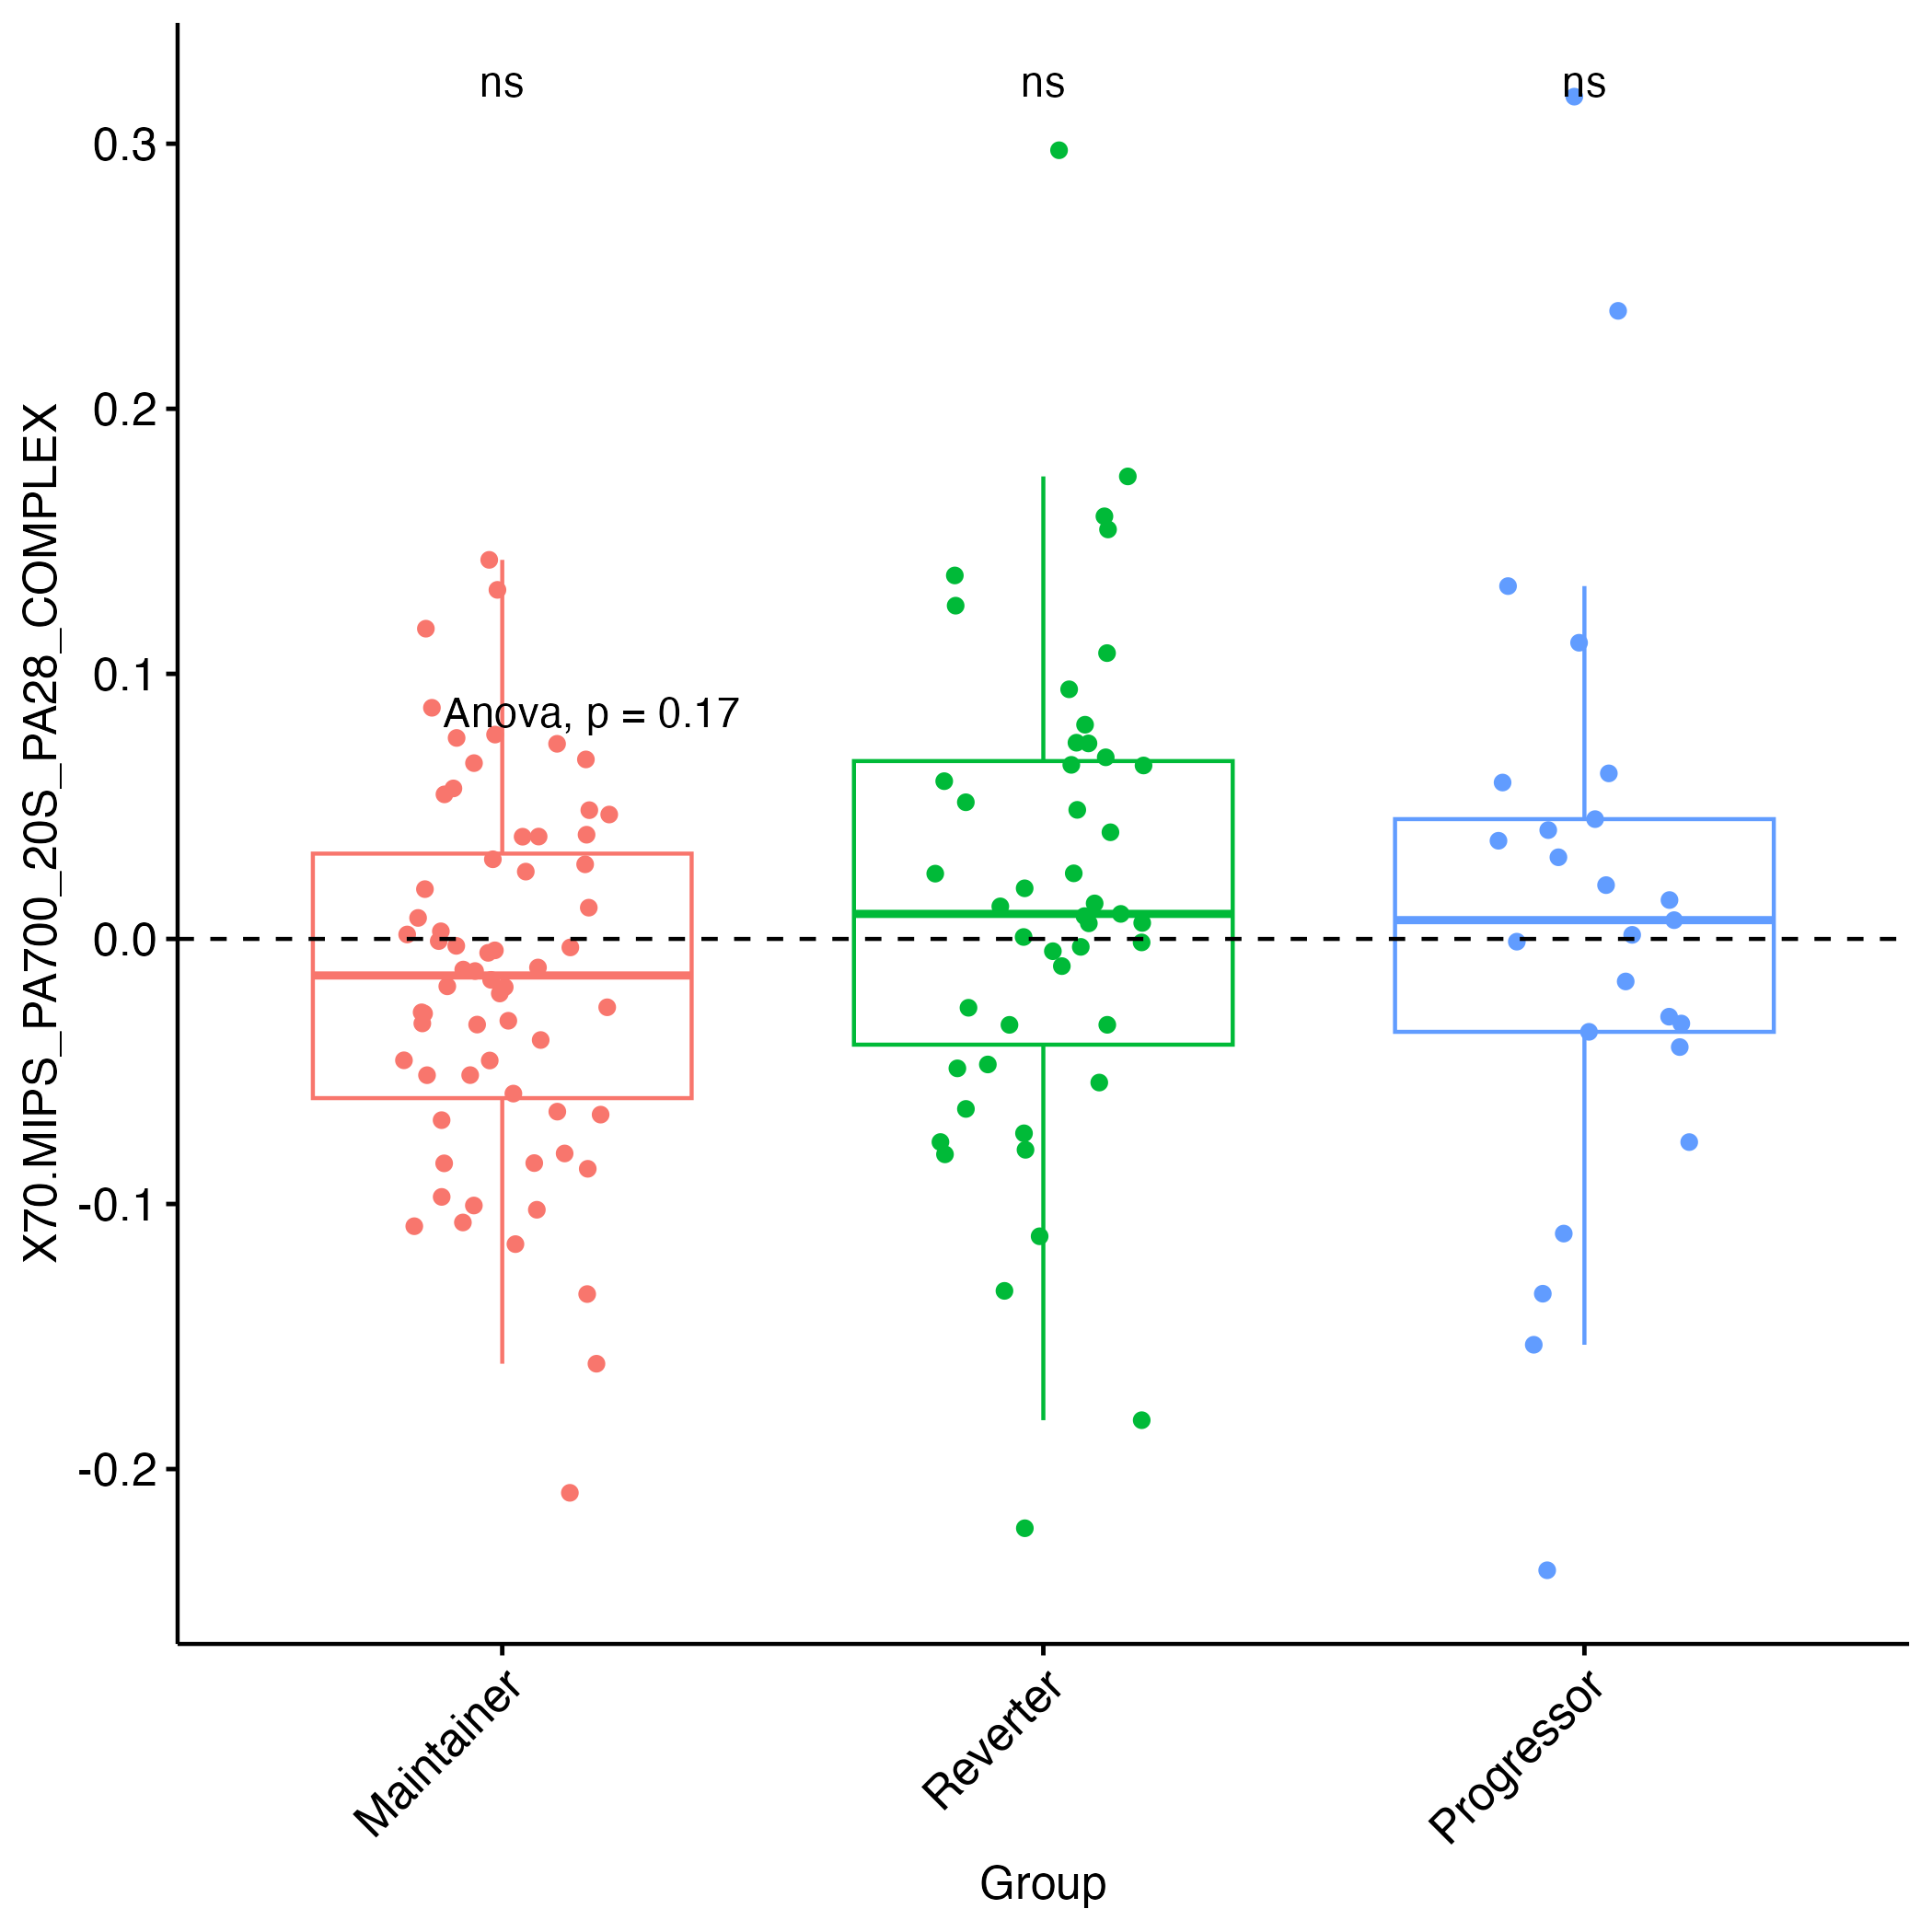 ns
ns
ns
0.3
0.2
0.1
0.0
-0.1
-0.2
X70.MIPS_PA700_20S_PA28_COMPLEX
Anova, p = 0.17
Maintainer
Reverter
Progressor
Group